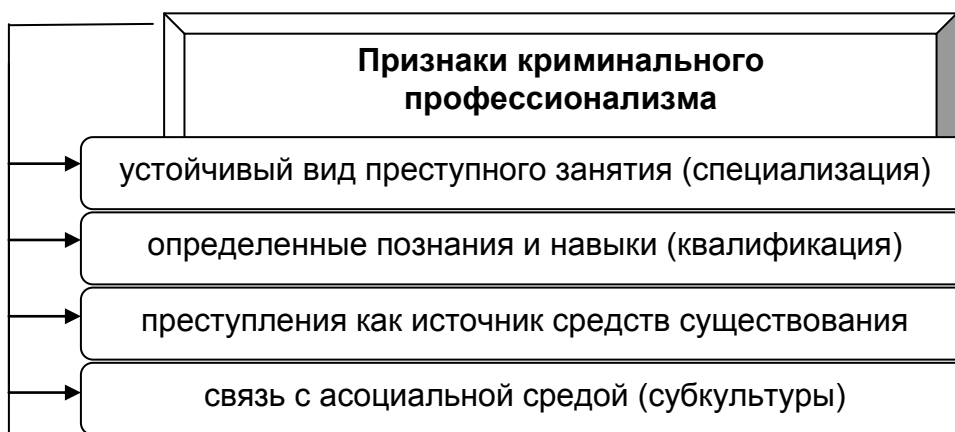 Признаки криминального
профессионализма
устойчивый вид преступного занятия (специализация)
определенные познания и навыки (квалификация)
преступления как источник средств существования
связь с асоциальной средой (субкультуры)